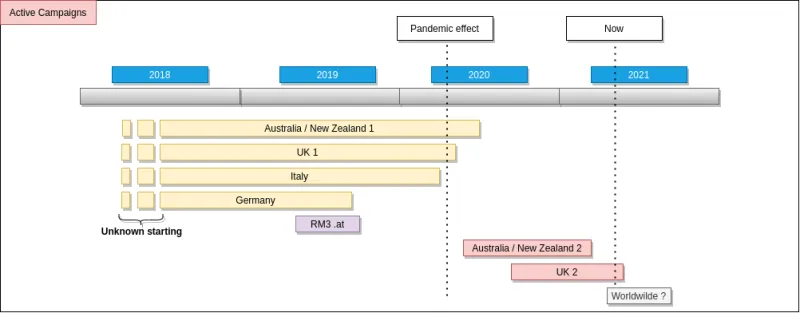 Active Campaigns
Pandemic effect
Now
2018
2019
2020
2021
Australia / New Zealand 1
UK 1
Italy
Germany
RM3 .at
Unknown starting
Australia / New Zealand 2
UK 2
Worldwilde ?